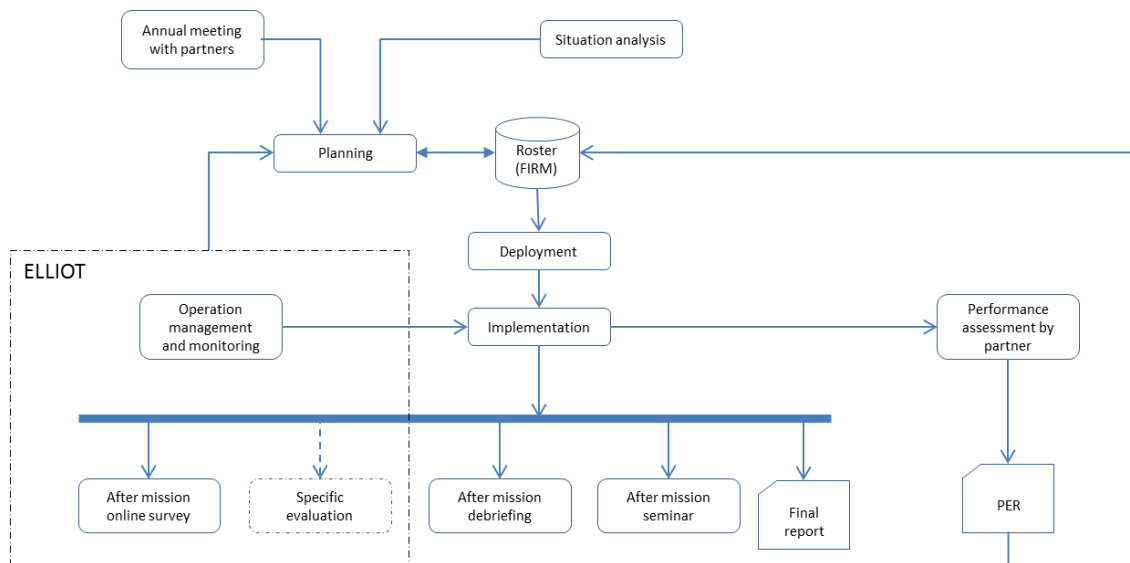 Annual meeting
with partners
Situation analysis
Planning
Roster
(FIRM)
Deployment
ELLIOT
Operation
management
and monitoring
Implementation
Performance
assessment by
partner
After mission
online survey
Specific
evaluation
After mission
debriefing
After mission
seminar
Final
report
PER